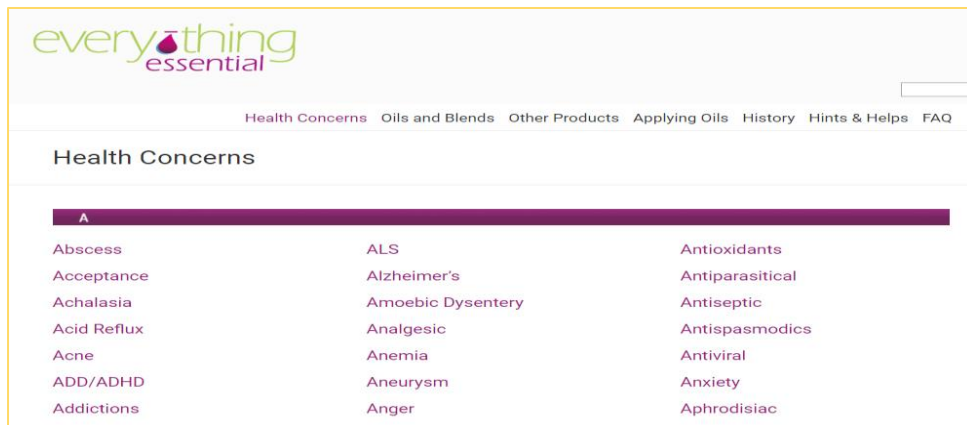 everything
essential
Health Concerns Oils and Blends Other Products Applying Oils History Hints & Helps FAQ
Health Concerns
A
Abscess ALS Antioxidants
Acceptance Alzheimer's Antiparasitical
Achalasia Amoebic Dysentery Antiseptic
Acid Reflux Analgesic Antispasmodics
Acne Anemia Antiviral
ADD/ADHD Aneurysm Anxiety
Addictions Anger Aphrodisiac